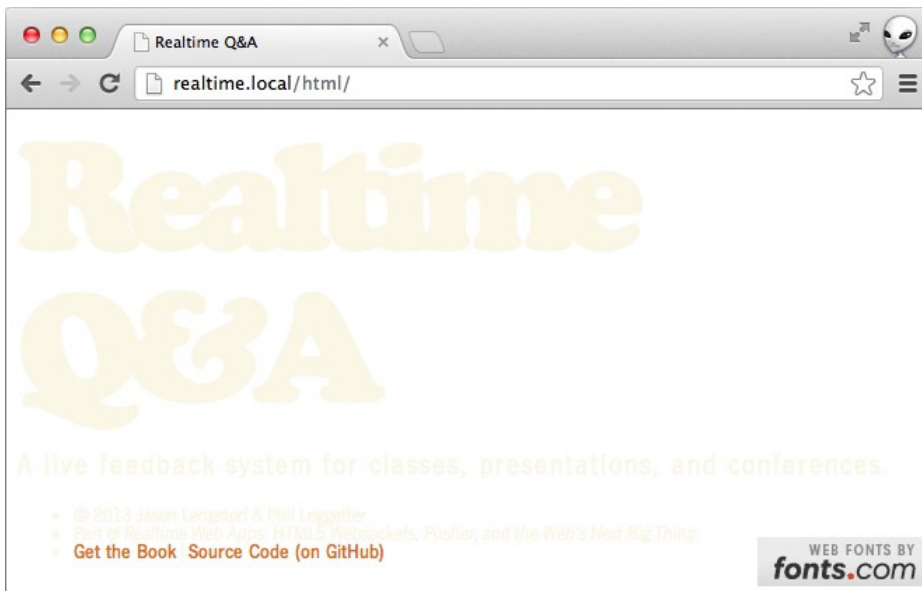 Realtime Q&A
realtime.local/html/
Realtime
Q&A
A live feedback system for classes, presentations, and conferences.
© 2013 Jason Lengstorf & Phil Leggetter
Part of Realtime Web Apps: HTML5 Websockets, Pusher, and the Web's Next Big Thing.
Get the Book Source Code (on GitHub)
WEB FONTS BY
fonts.com